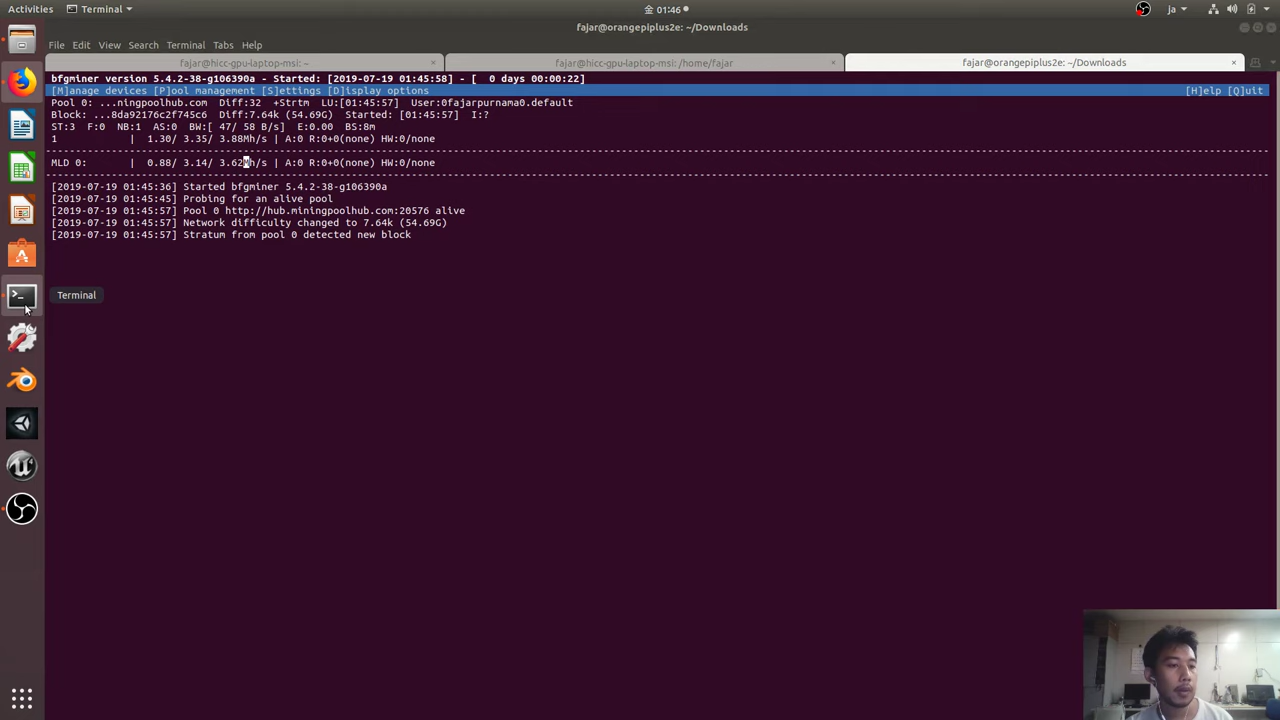 Activities Terminal 金 01:46 ja
fajar@orangepiplus2e: ~/Downloads
File Edit View Search Terminal Tabs Help
fajar@hicc-gpu-laptop-msi: ~ × fajar@hicc-gpu-laptop-msi: /home/fajar × fajar@orangepiplus2e: ~/Downloads ×
bfgminer version 5.4.2-38-g106390a - Started: [2019-07-19 01:45:58] - [  0 days 00:00:22]
[M]anage devices [P]ool management [S]ettings [D]isplay options [H]elp [Q]uit
Pool 0: ...ningpoolhub.com  Diff:32  +Strtm  LU:[01:45:57]  User:0fajarpurnama0.default
Block: ...8da92176c2f745c6  Diff:7.64k (54.69G)  Started: [01:45:57]  I:?
ST:3  F:0  NB:1  AS:0  BW:[ 47/ 58 B/s]  E:0.00  BS:8m
1            |  1.30/ 3.35/ 3.88Mh/s | A:0 R:0+0(none) HW:0/none
MLD 0:       |  0.88/ 3.14/ 3.62Mh/s | A:0 R:0+0(none) HW:0/none
[2019-07-19 01:45:36] Started bfgminer 5.4.2-38-g106390a
[2019-07-19 01:45:45] Probing for an alive pool
[2019-07-19 01:45:57] Pool 0 http://hub.miningpoolhub.com:20576 alive
[2019-07-19 01:45:57] Network difficulty changed to 7.64k (54.69G)
[2019-07-19 01:45:57] Stratum from pool 0 detected new block
Terminal